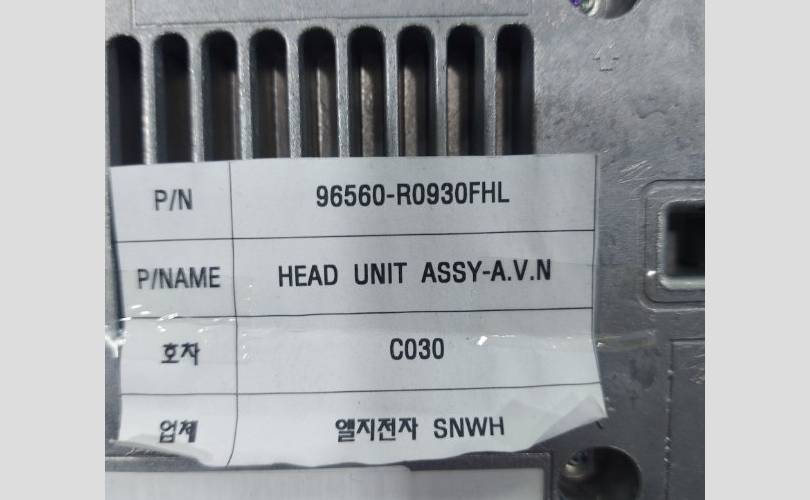 P/N 96560-R0930FHL
P/NAME HEAD UNIT ASSY-A.V.N
호차 C030
업체 엘지전자 SNWH